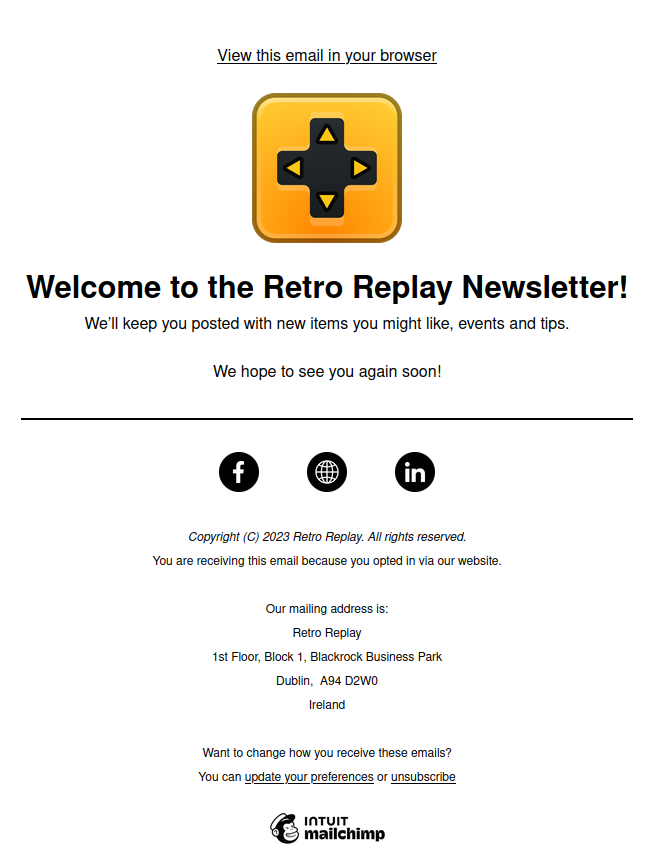 View this email in your browser
Welcome to the Retro Replay Newsletter!
We’ll keep you posted with new items you might like, events and tips.
We hope to see you again soon!
f
in
Copyright (C) 2023 Retro Replay. All rights reserved.
You are receiving this email because you opted in via our website.
Our mailing address is:
Retro Replay
1st Floor, Block 1, Blackrock Business Park
Dublin,  A94 D2W0
Ireland
Want to change how you receive these emails?
You can update your preferences or unsubscribe
INTUIT
mailchimp